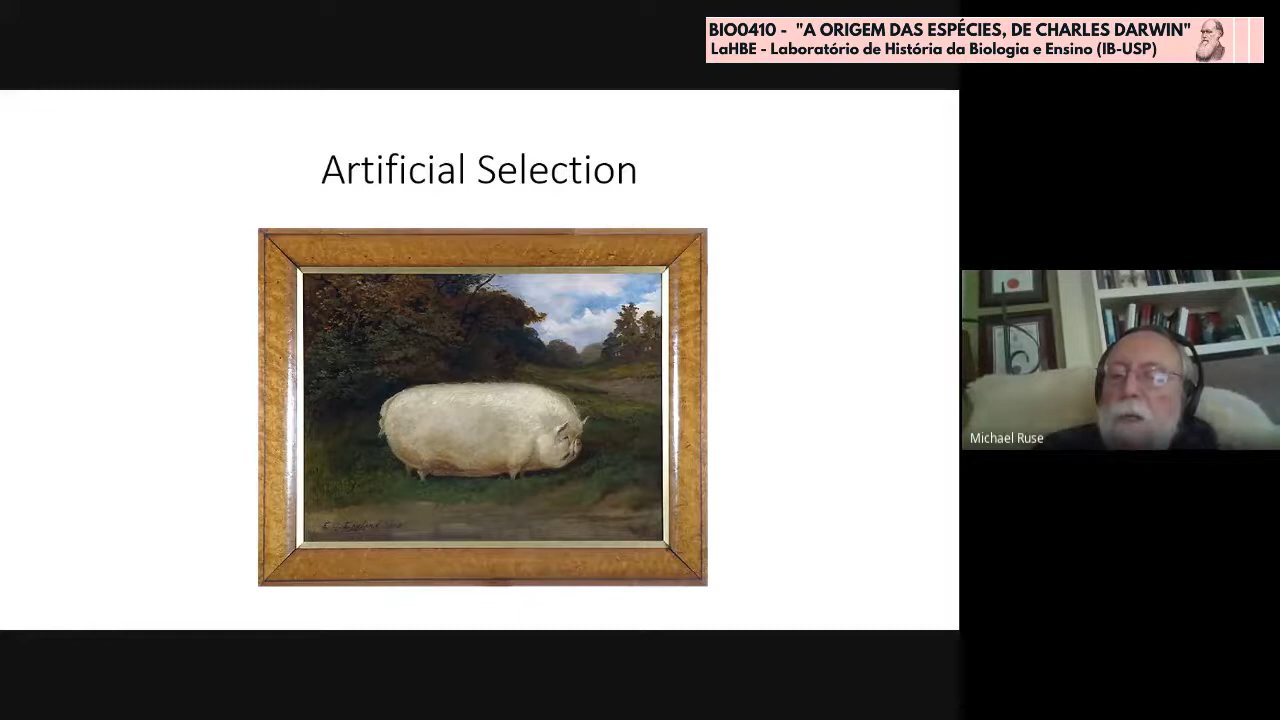 BIO0410 - "A ORIGEM DAS ESPÉCIES, DE CHARLES DARWIN"
LaHBE - Laboratório de História da Biologia e Ensino (IB-USP)
Artificial Selection
Michael Ruse